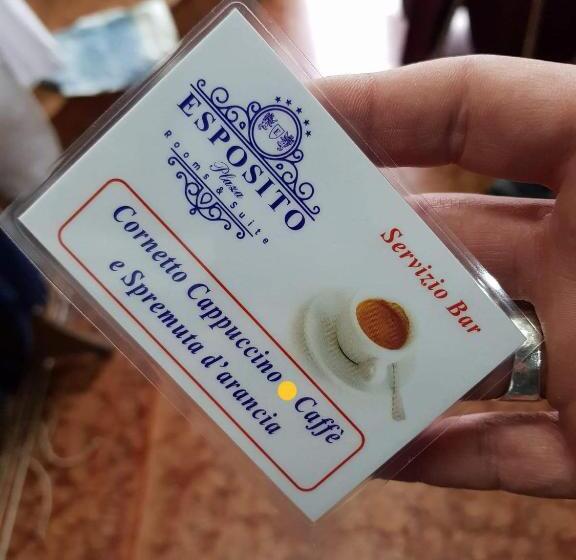 ESPOSITO
Plaza
Rooms & Suite
Servizio Bar
Cornetto Cappuccino Caffè
e Spremuta d'arancia